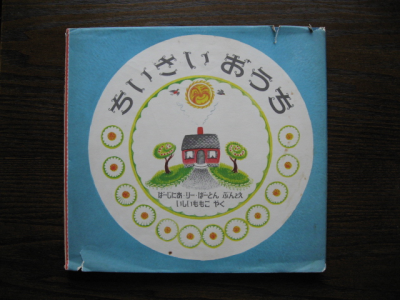 ちいさいおうち
ばーじにあ・リー・ばーとん ぶんとえ
いしいももこ やく